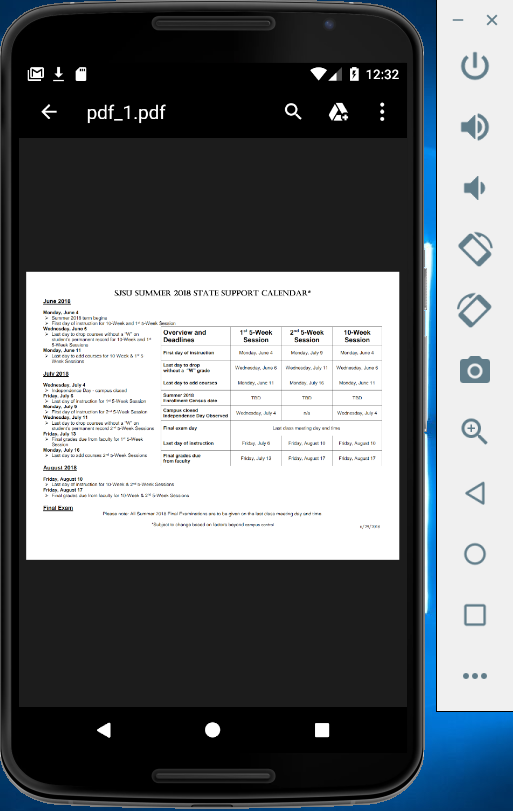 12:32
pdf_1.pdf
SJSU SUMMER 2018 STATE SUPPORT CALENDAR*
June 2018
Monday, June 4
➢ Summer 2018 term begins
➢ First day of instruction for 10-Week and 1st 5-Week Session
Wednesday, June 6
➢ Last day to drop courses without a "W" on
student's permanent record for 10-Week and 1st
5-Week Sessions
Monday, June 11
➢ Last day to add courses for 10 Week & 1st 5
Week Sessions
July 2018
Wednesday, July 4
➢ Independence Day - campus closed
Friday, July 6
➢ Last day of instruction for 1st 5-Week Session
Monday, July 9
➢ First day of instruction for 2nd 5-Week Session
Wednesday, July 11
➢ Last day to drop courses without a "W" on
student's permanent record 2nd 5-Week Sessions
Friday, July 13
➢ Final grades due from faculty for 1st 5-Week
Session
Monday, July 16
➢ Last day to add courses 2nd 5-Week Sessions
August 2018
Friday, August 10
➢ Last day of instruction for 10-Week & 2nd 5-Week Sessions
Friday, August 17
➢ Final grades due from faculty for 10-Week & 2nd 5-Week Sessions
Final Exam
Overview and Deadlines 1st 5-Week Session 2nd 5-Week Session 10-Week Session
First day of instruction Monday, June 4 Monday, July 9 Monday, June 4
Last day to drop without a "W" grade Wednesday, June 6 Wednesday, July 11 Wednesday, June 6
Last day to add courses Monday, June 11 Monday, July 16 Monday, June 11
Summer 2018 Enrollment Census date TBD TBD TBD
Campus closed Independence Day Observed Wednesday, July 4 n/a Wednesday, July 4
Final exam day Last class meeting day and time
Last day of instruction Friday, July 6 Friday, August 10 Friday, August 10
Final grades due from faculty Friday, July 13 Friday, August 17 Friday, August 17
Please note: All Summer 2018 Final Examinations are to be given on the last class meeting day and time
*Subject to change based on factors beyond campus control